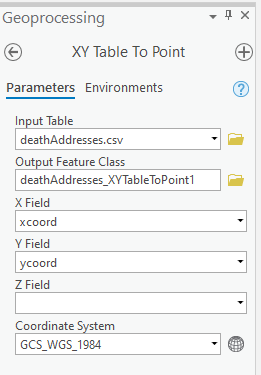 Geoprocessing
XY Table To Point
Parameters Environments
Input Table
deathAddresses.csv
Output Feature Class
deathAddresses_XYTableToPoint1
X Field
xcoord
Y Field
ycoord
Z Field
Coordinate System
GCS_WGS_1984